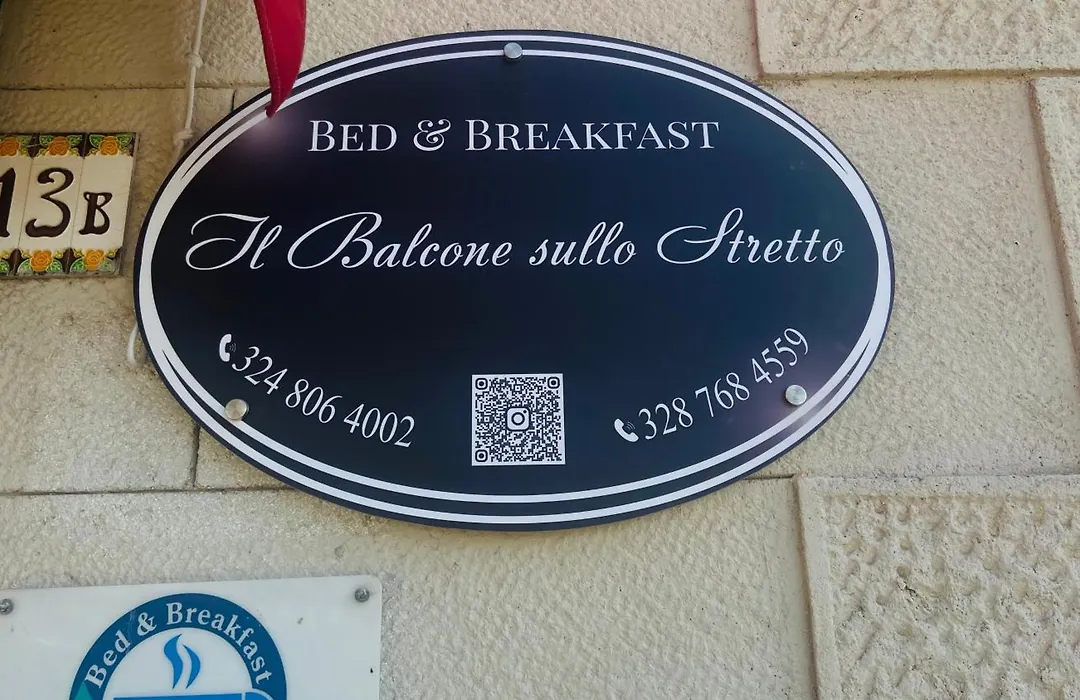 BED & BREAKFAST
Il Balcone sullo Stretto
324 806 4002
328 768 4559
13B
Bed & Breakfast